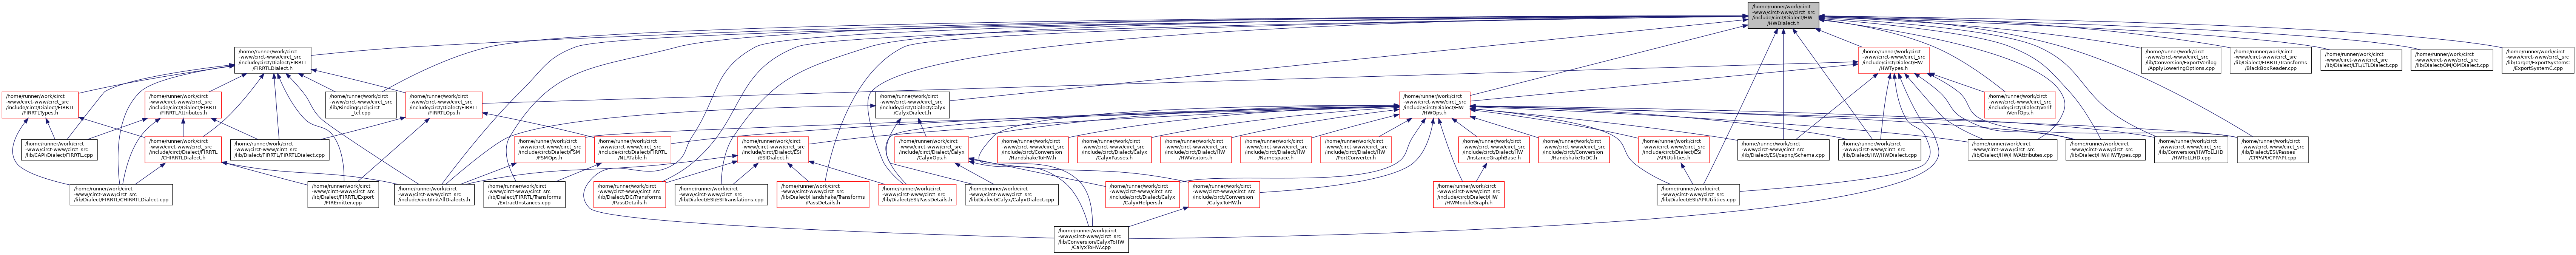 /home/runner/work/circt
-www/circt-www/circt_src
/include/circt/Dialect/HW
/HWDialect.h
/home/runner/work/circt
-www/circt-www/circt_src
/include/circt/Dialect/FIRRTL
/FIRRTLDialect.h
/home/runner/work/circt
-www/circt-www/circt_src
/include/circt/Dialect/HW
/HWTypes.h
/home/runner/work/circt
-www/circt-www/circt_src
/lib/Conversion/ExportVerilog
/ApplyLoweringOptions.cpp
/home/runner/work/circt
-www/circt-www/circt_src
/lib/Dialect/FIRRTL/Transforms
/BlackBoxReader.cpp
/home/runner/work/circt
-www/circt-www/circt_src
/lib/Dialect/LTL/LTLDialect.cpp
/home/runner/work/circt
-www/circt-www/circt_src
/lib/Dialect/OM/OMDialect.cpp
/home/runner/work/circt
-www/circt-www/circt_src
/lib/Target/ExportSystemC
/ExportSystemC.cpp
/home/runner/work/circt
-www/circt-www/circt_src
/include/circt/Dialect/FIRRTL
/FIRRTLTypes.h
/home/runner/work/circt
-www/circt-www/circt_src
/include/circt/Dialect/FIRRTL
/FIRRTLAttributes.h
/home/runner/work/circt
-www/circt-www/circt_src
/lib/Bindings/Tcl/circt
_tcl.cpp
/home/runner/work/circt
-www/circt-www/circt_src
/include/circt/Dialect/FIRRTL
/FIRRTLOps.h
/home/runner/work/circt
-www/circt-www/circt_src
/include/circt/Dialect/Calyx
/CalyxDialect.h
/home/runner/work/circt
-www/circt-www/circt_src
/include/circt/Dialect/HW
/HWOps.h
/home/runner/work/circt
-www/circt-www/circt_src
/include/circt/Dialect/Verif
/VerifOps.h
/home/runner/work/circt
-www/circt-www/circt_src
/lib/CAPI/Dialect/FIRRTL.cpp
/home/runner/work/circt
-www/circt-www/circt_src
/include/circt/Dialect/FIRRTL
/CHIRRTLDialect.h
/home/runner/work/circt
-www/circt-www/circt_src
/lib/Dialect/FIRRTL/FIRRTLDialect.cpp
/home/runner/work/circt
-www/circt-www/circt_src
/include/circt/Dialect/FSM
/FSMOps.h
/home/runner/work/circt
-www/circt-www/circt_src
/include/circt/Dialect/FIRRTL
/NLATable.h
/home/runner/work/circt
-www/circt-www/circt_src
/include/circt/Dialect/ESI
/ESIDialect.h
/home/runner/work/circt
-www/circt-www/circt_src
/include/circt/Dialect/Calyx
/CalyxOps.h
/home/runner/work/circt
-www/circt-www/circt_src
/include/circt/Conversion
/HandshakeToHW.h
/home/runner/work/circt
-www/circt-www/circt_src
/include/circt/Dialect/Calyx
/CalyxPasses.h
/home/runner/work/circt
-www/circt-www/circt_src
/include/circt/Dialect/HW
/HWVisitors.h
/home/runner/work/circt
-www/circt-www/circt_src
/include/circt/Dialect/HW
/Namespace.h
/home/runner/work/circt
-www/circt-www/circt_src
/include/circt/Dialect/HW
/PortConverter.h
/home/runner/work/circt
-www/circt-www/circt_src
/include/circt/Dialect/HW
/InstanceGraphBase.h
/home/runner/work/circt
-www/circt-www/circt_src
/include/circt/Conversion
/HandshakeToDC.h
/home/runner/work/circt
-www/circt-www/circt_src
/include/circt/Dialect/ESI
/APIUtilities.h
/home/runner/work/circt
-www/circt-www/circt_src
/lib/Dialect/ESI/capnp/Schema.cpp
/home/runner/work/circt
-www/circt-www/circt_src
/lib/Dialect/HW/HWDialect.cpp
/home/runner/work/circt
-www/circt-www/circt_src
/lib/Dialect/HW/HWAttributes.cpp
/home/runner/work/circt
-www/circt-www/circt_src
/lib/Dialect/HW/HWTypes.cpp
/home/runner/work/circt
-www/circt-www/circt_src
/lib/Conversion/HWToLLHD
/HWToLLHD.cpp
/home/runner/work/circt
-www/circt-www/circt_src
/lib/Dialect/ESI/Passes
/CPPAPI/CPPAPI.cpp
/home/runner/work/circt
-www/circt-www/circt_src
/lib/Dialect/FIRRTL/CHIRRTLDialect.cpp
/home/runner/work/circt
-www/circt-www/circt_src
/lib/Dialect/FIRRTL/Export
/FIREmitter.cpp
/home/runner/work/circt
-www/circt-www/circt_src
/include/circt/InitAllDialects.h
/home/runner/work/circt
-www/circt-www/circt_src
/lib/Dialect/FIRRTL/Transforms
/ExtractInstances.cpp
/home/runner/work/circt
-www/circt-www/circt_src
/lib/Dialect/DC/Transforms
/PassDetails.h
/home/runner/work/circt
-www/circt-www/circt_src
/lib/Dialect/ESI/ESITranslations.cpp
/home/runner/work/circt
-www/circt-www/circt_src
/lib/Dialect/Handshake/Transforms
/PassDetails.h
/home/runner/work/circt
-www/circt-www/circt_src
/lib/Dialect/ESI/PassDetails.h
/home/runner/work/circt
-www/circt-www/circt_src
/lib/Dialect/Calyx/CalyxDialect.cpp
/home/runner/work/circt
-www/circt-www/circt_src
/include/circt/Dialect/Calyx
/CalyxHelpers.h
/home/runner/work/circt
-www/circt-www/circt_src
/include/circt/Conversion
/CalyxToHW.h
/home/runner/work/circt
-www/circt-www/circt_src
/include/circt/Dialect/HW
/HWModuleGraph.h
/home/runner/work/circt
-www/circt-www/circt_src
/lib/Dialect/ESI/APIUtilities.cpp
/home/runner/work/circt
-www/circt-www/circt_src
/lib/Conversion/CalyxToHW
/CalyxToHW.cpp